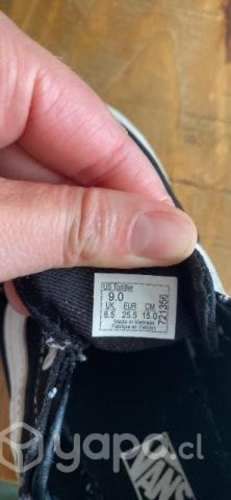 US Toddler
9.0
UK EUR CM
8.5 25.5 15.0
Made in Vietnam
Fabriqué au Vietnam
721356
VANS
yapo.cl